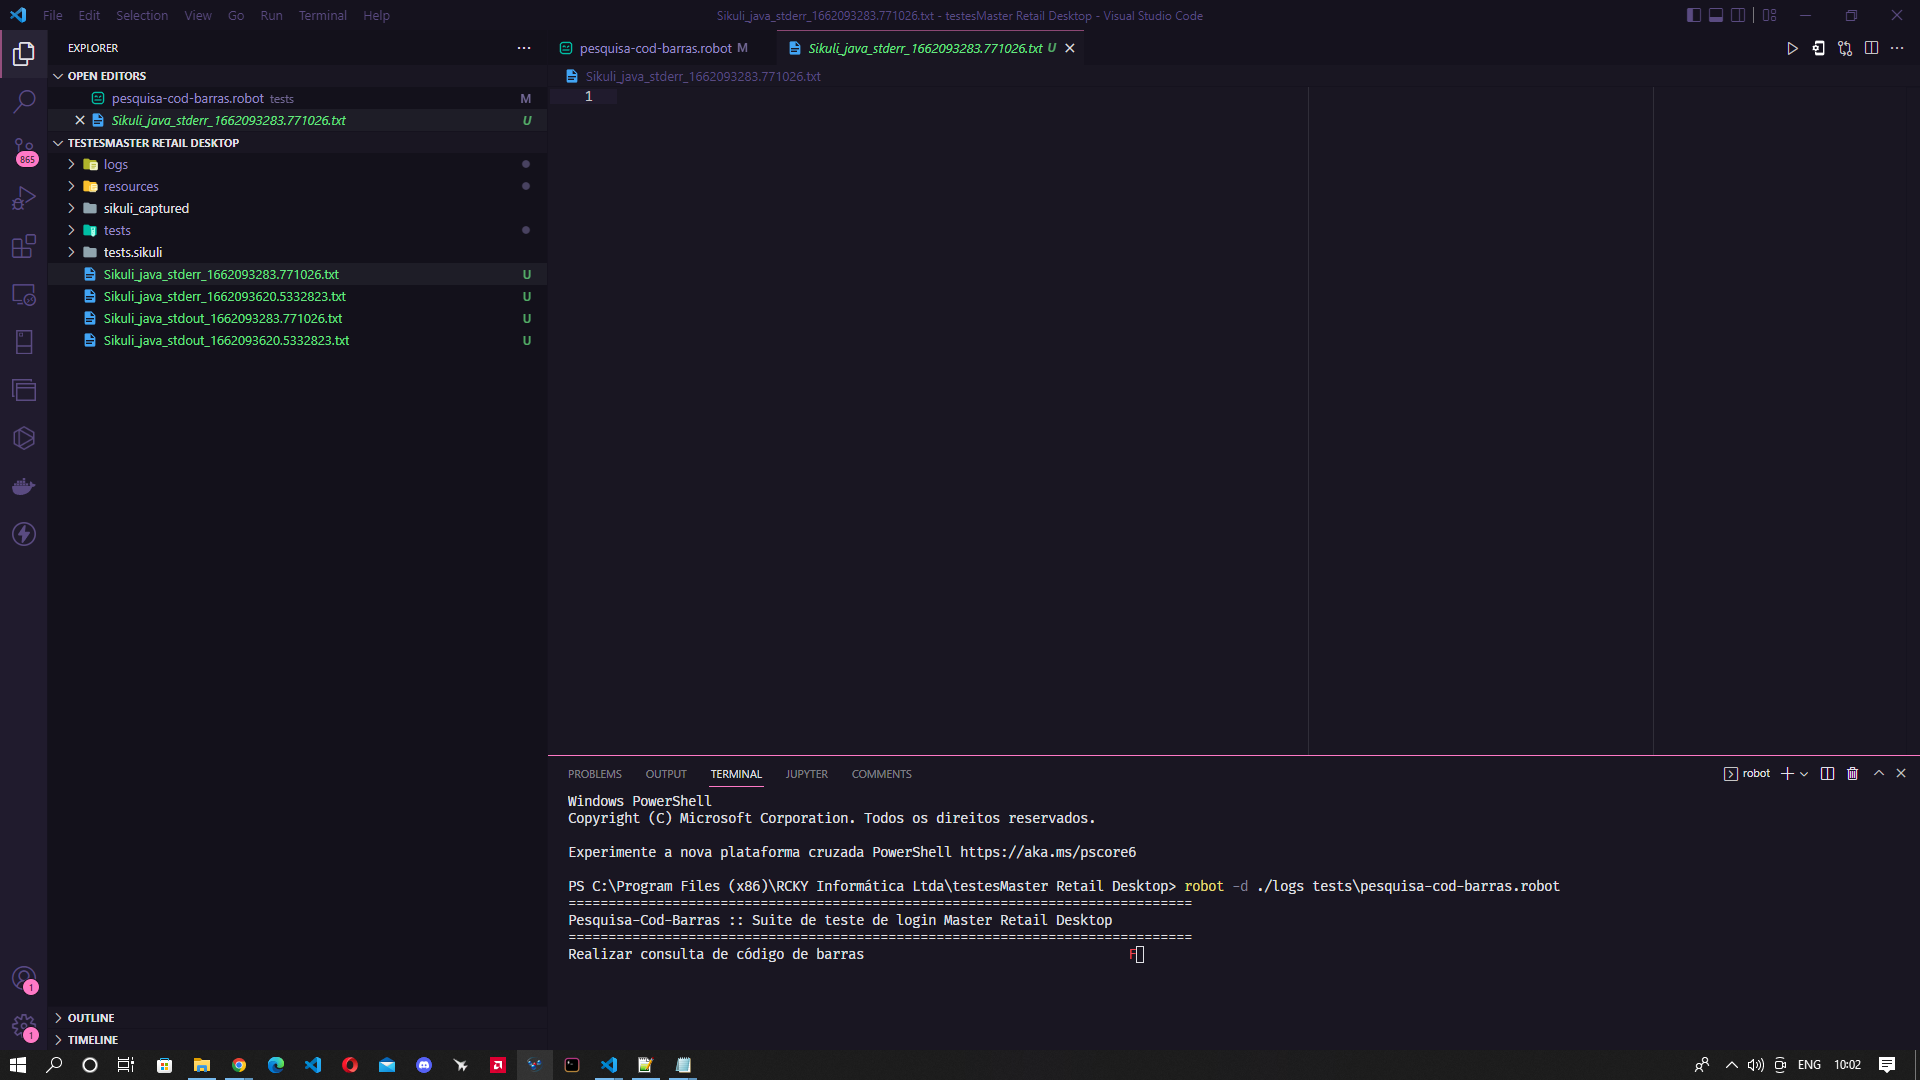 File Edit Selection View Go Run Terminal Help
Sikuli_java_stderr_1662093283.771026.txt - testesMaster Retail Desktop - Visual Studio Code
EXPLORER
OPEN EDITORS
pesquisa-cod-barras.robot tests M
Sikuli_java_stderr_1662093283.771026.txt U
TESTESMASTER RETAIL DESKTOP
logs
resources
sikuli_captured
tests
tests.sikuli
Sikuli_java_stderr_1662093283.771026.txt U
Sikuli_java_stderr_1662093620.5332823.txt U
Sikuli_java_stdout_1662093283.771026.txt U
Sikuli_java_stdout_1662093620.5332823.txt U
865
1
1
OUTLINE
TIMELINE
pesquisa-cod-barras.robot M
Sikuli_java_stderr_1662093283.771026.txt U
Sikuli_java_stderr_1662093283.771026.txt
1
PROBLEMS OUTPUT TERMINAL JUPYTER COMMENTS
robot
Windows PowerShell
Copyright (C) Microsoft Corporation. Todos os direitos reservados.
Experimente a nova plataforma cruzada PowerShell https://aka.ms/pscore6
PS C:\Program Files (x86)\RCKY Informática Ltda\testesMaster Retail Desktop> robot -d ./logs tests\pesquisa-cod-barras.robot
==============================================================================
Pesquisa-Cod-Barras :: Suite de teste de login Master Retail Desktop
==============================================================================
Realizar consulta de código de barras F
ENG 10:02